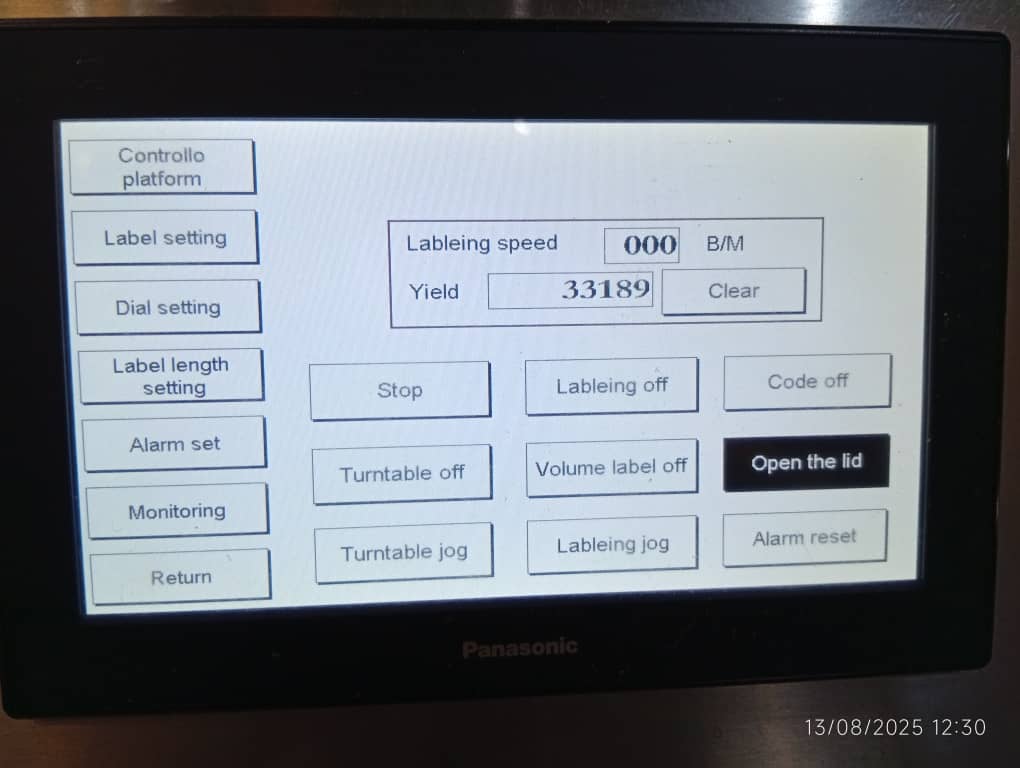 Controllo
platform
Label setting
Dial setting
Label length
setting
Alarm set
Monitoring
Return
Lableing speed 000 B/M
Yield 33189 Clear
Stop Lableing off Code off
Turntable off Volume label off Open the lid
Turntable jog Lableing jog Alarm reset
Panasonic
13/08/2025 12:30